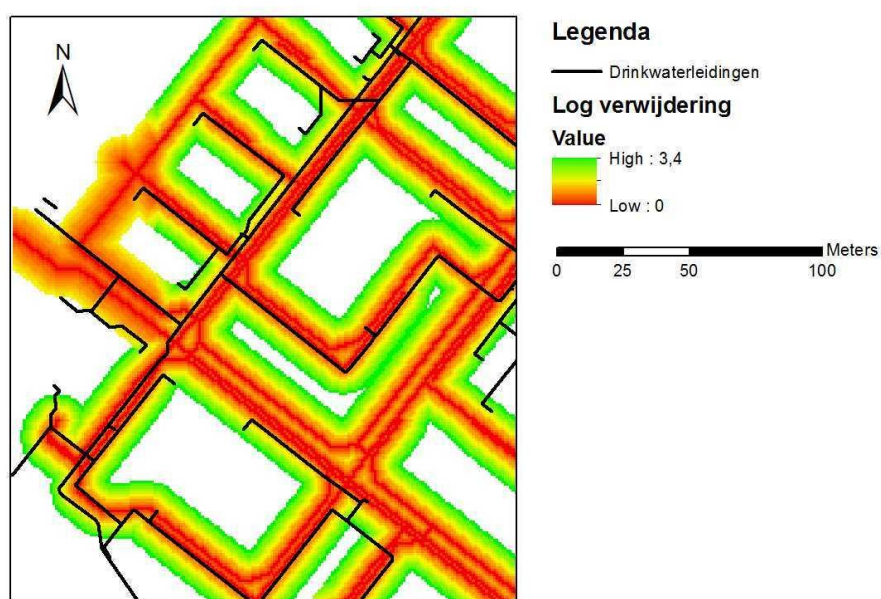 N
Legenda
Drinkwaterleidingen
Log verwijdering
Value
High : 3,4
Low : 0
Meters
0 25 50 100